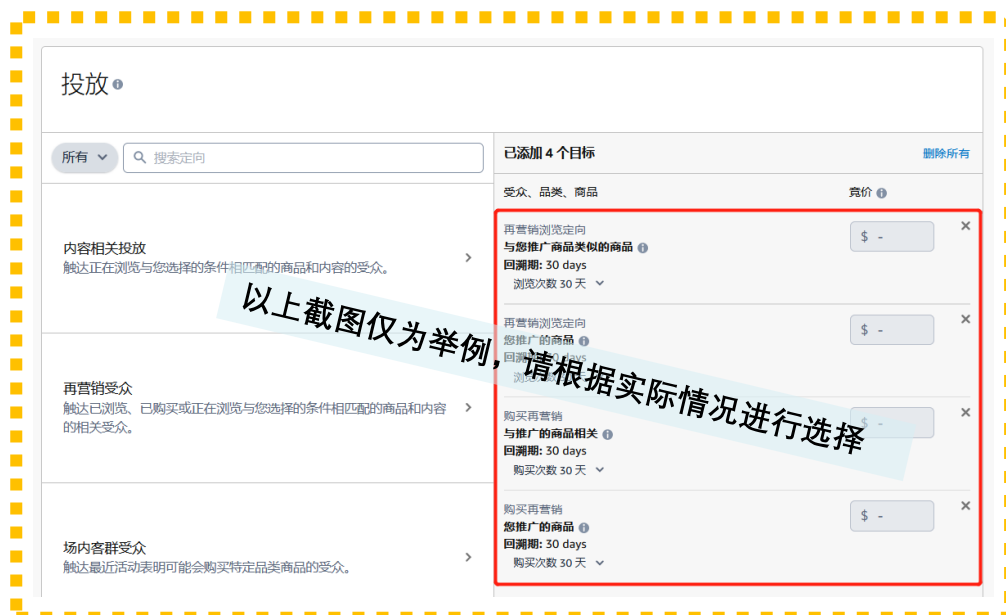 投放
所有
搜索定向
已添加 4 个目标
删除所有
受众、品类、商品
竞价
内容相关投放
触达正在浏览与您选择的条件相匹配的商品和内容的受众。
再营销受众
触达已浏览、已购买或正在浏览与您选择的条件相匹配的商品和内容
的相关受众。
场内客群受众
触达最近活动表明可能会购买特定品类商品的受众。
再营销浏览定向
与您推广商品类似的商品
回溯期: 30 days
浏览次数 30 天
$ -
再营销浏览定向
您推广的商品
回溯期: 30 days
浏览次数 30 天
$ -
购买再营销
与推广的商品相关
回溯期: 30 days
购买次数 30 天
$ -
购买再营销
您推广的商品
回溯期: 30 days
购买次数 30 天
$ -
以上截图仅为举例，请根据实际情况进行选择